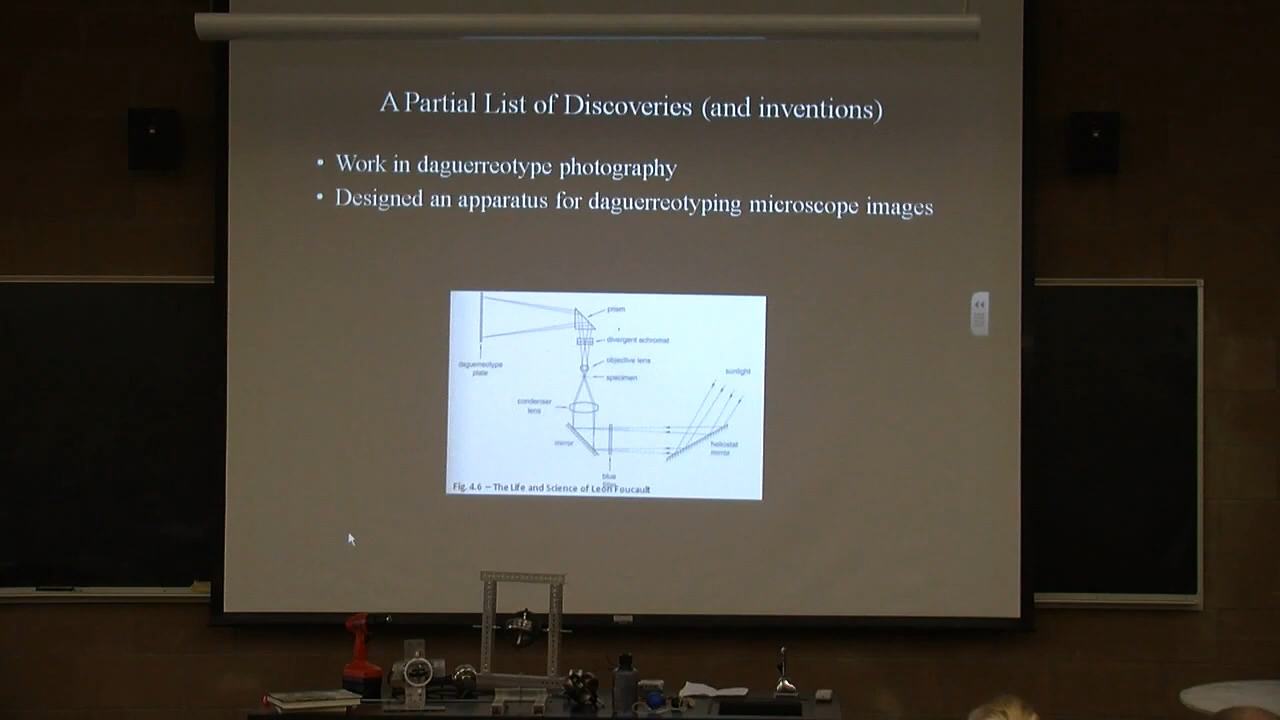 A Partial List of Discoveries (and inventions)
• Work in daguerreotype photography
• Designed an apparatus for daguerreotyping microscope images
prism
divergent achromat
objective lens
specimen
daguerreotype
plate
sunlight
condenser
lens
mirror
heliostat
mirror
blue
Fig. 4.6 – The Life and Science of Léon Foucault